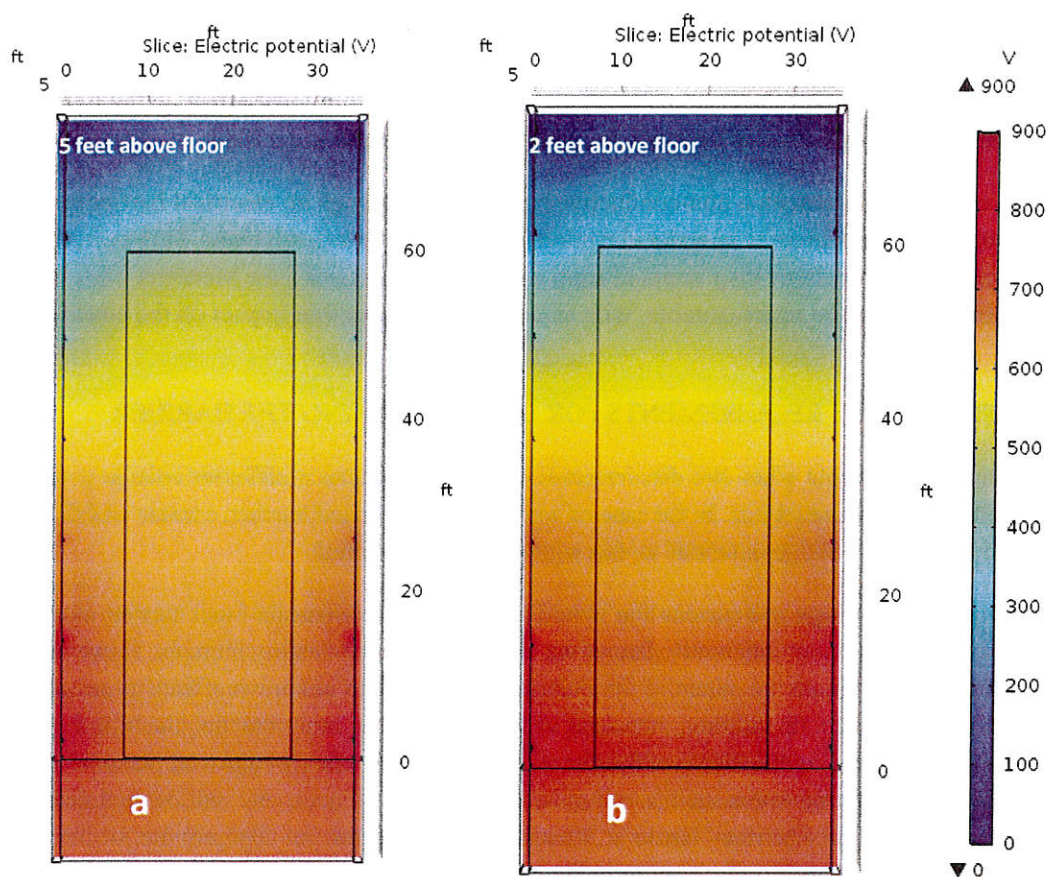 ft
Slice: Electric potential (V)
ft
0 10 20 30
5
5 feet above floor
60
40
ft
20
0
a
ft
Slice: Electric potential (V)
ft
0 10 20 30
5
2 feet above floor
60
40
ft
20
0
b
V
▲ 900
900
800
700
600
500
400
300
200
100
0
▼ 0